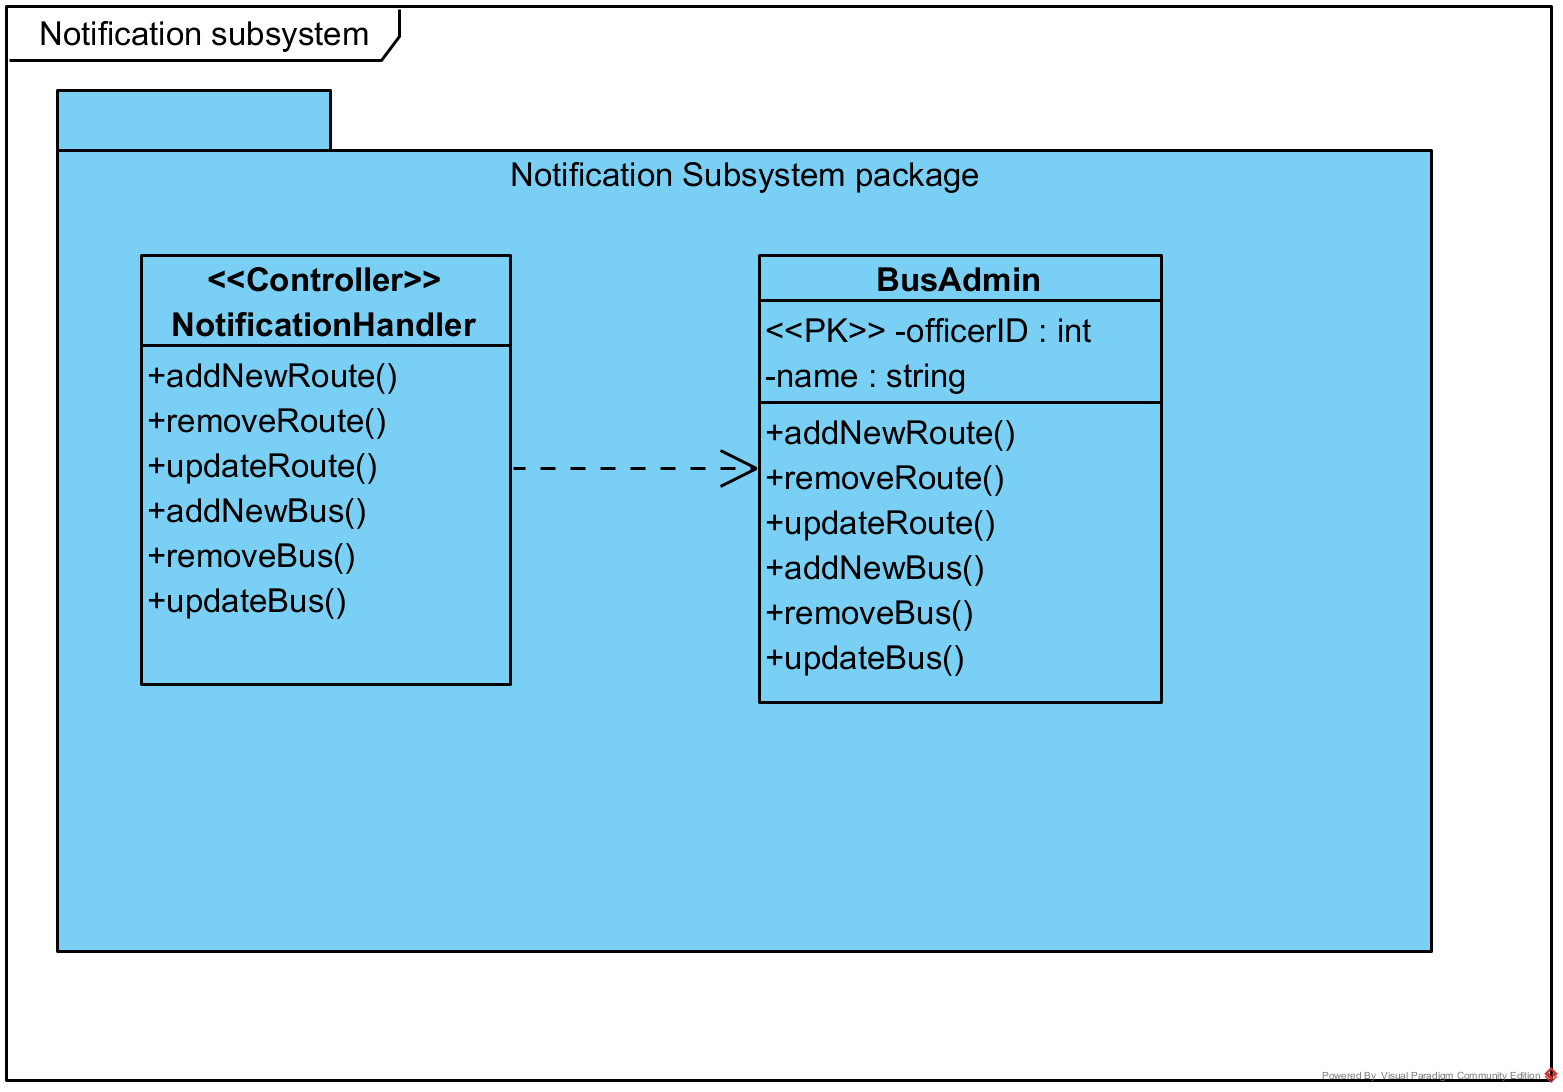 Notification subsystem
Notification Subsystem package
<<Controller>>
NotificationHandler
+addNewRoute()
+removeRoute()
+updateRoute()
+addNewBus()
+removeBus()
+updateBus()
BusAdmin
<<PK>> -officerID : int
-name : string
+addNewRoute()
+removeRoute()
+updateRoute()
+addNewBus()
+removeBus()
+updateBus()
Powered By Visual Paradigm Community Edition